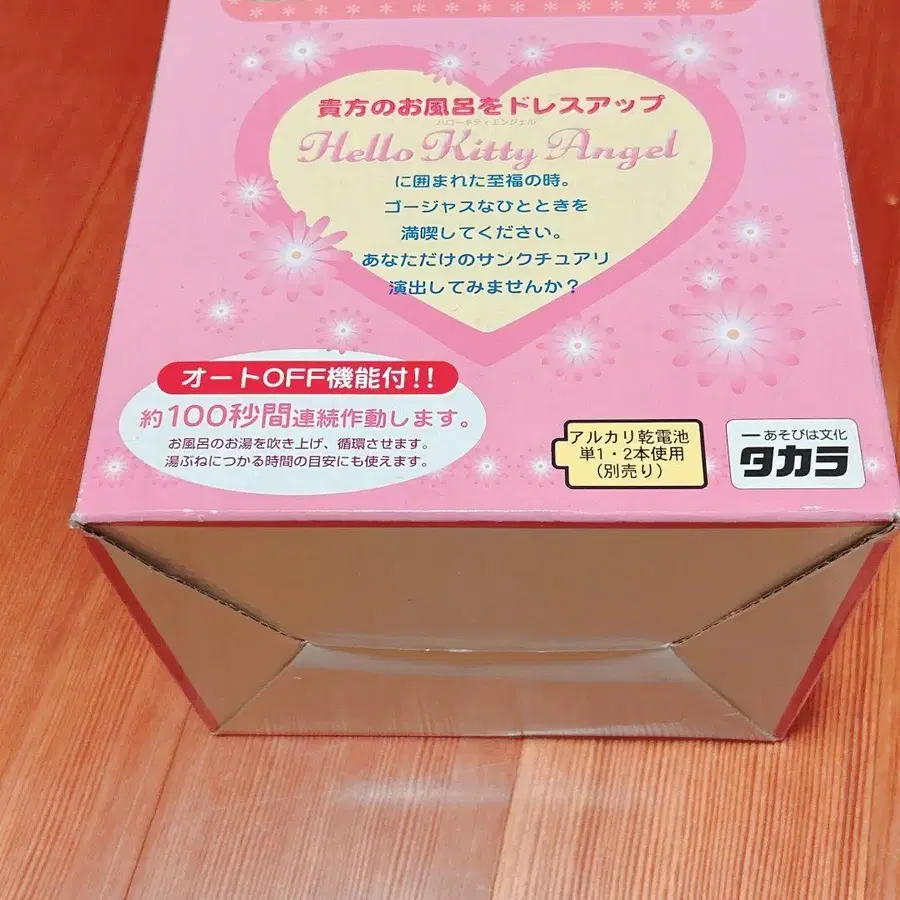 貴方のお風呂をドレスアップ
ハローキティエンジェル
Hello Kitty Angel
に囲まれた至福の時。
ゴージャスなひとときを
満喫してください。
あなただけのサンクチュアリ
演出してみませんか？
オートOFF機能付!!
約100秒間連続作動します。
お風呂のお湯を吹き上げ、循環させます。
湯ぶねにつかる時間の目安にも使えます。
アルカリ乾電池
単1・2本使用
(別売り)
ーあそびは文化
タカラ